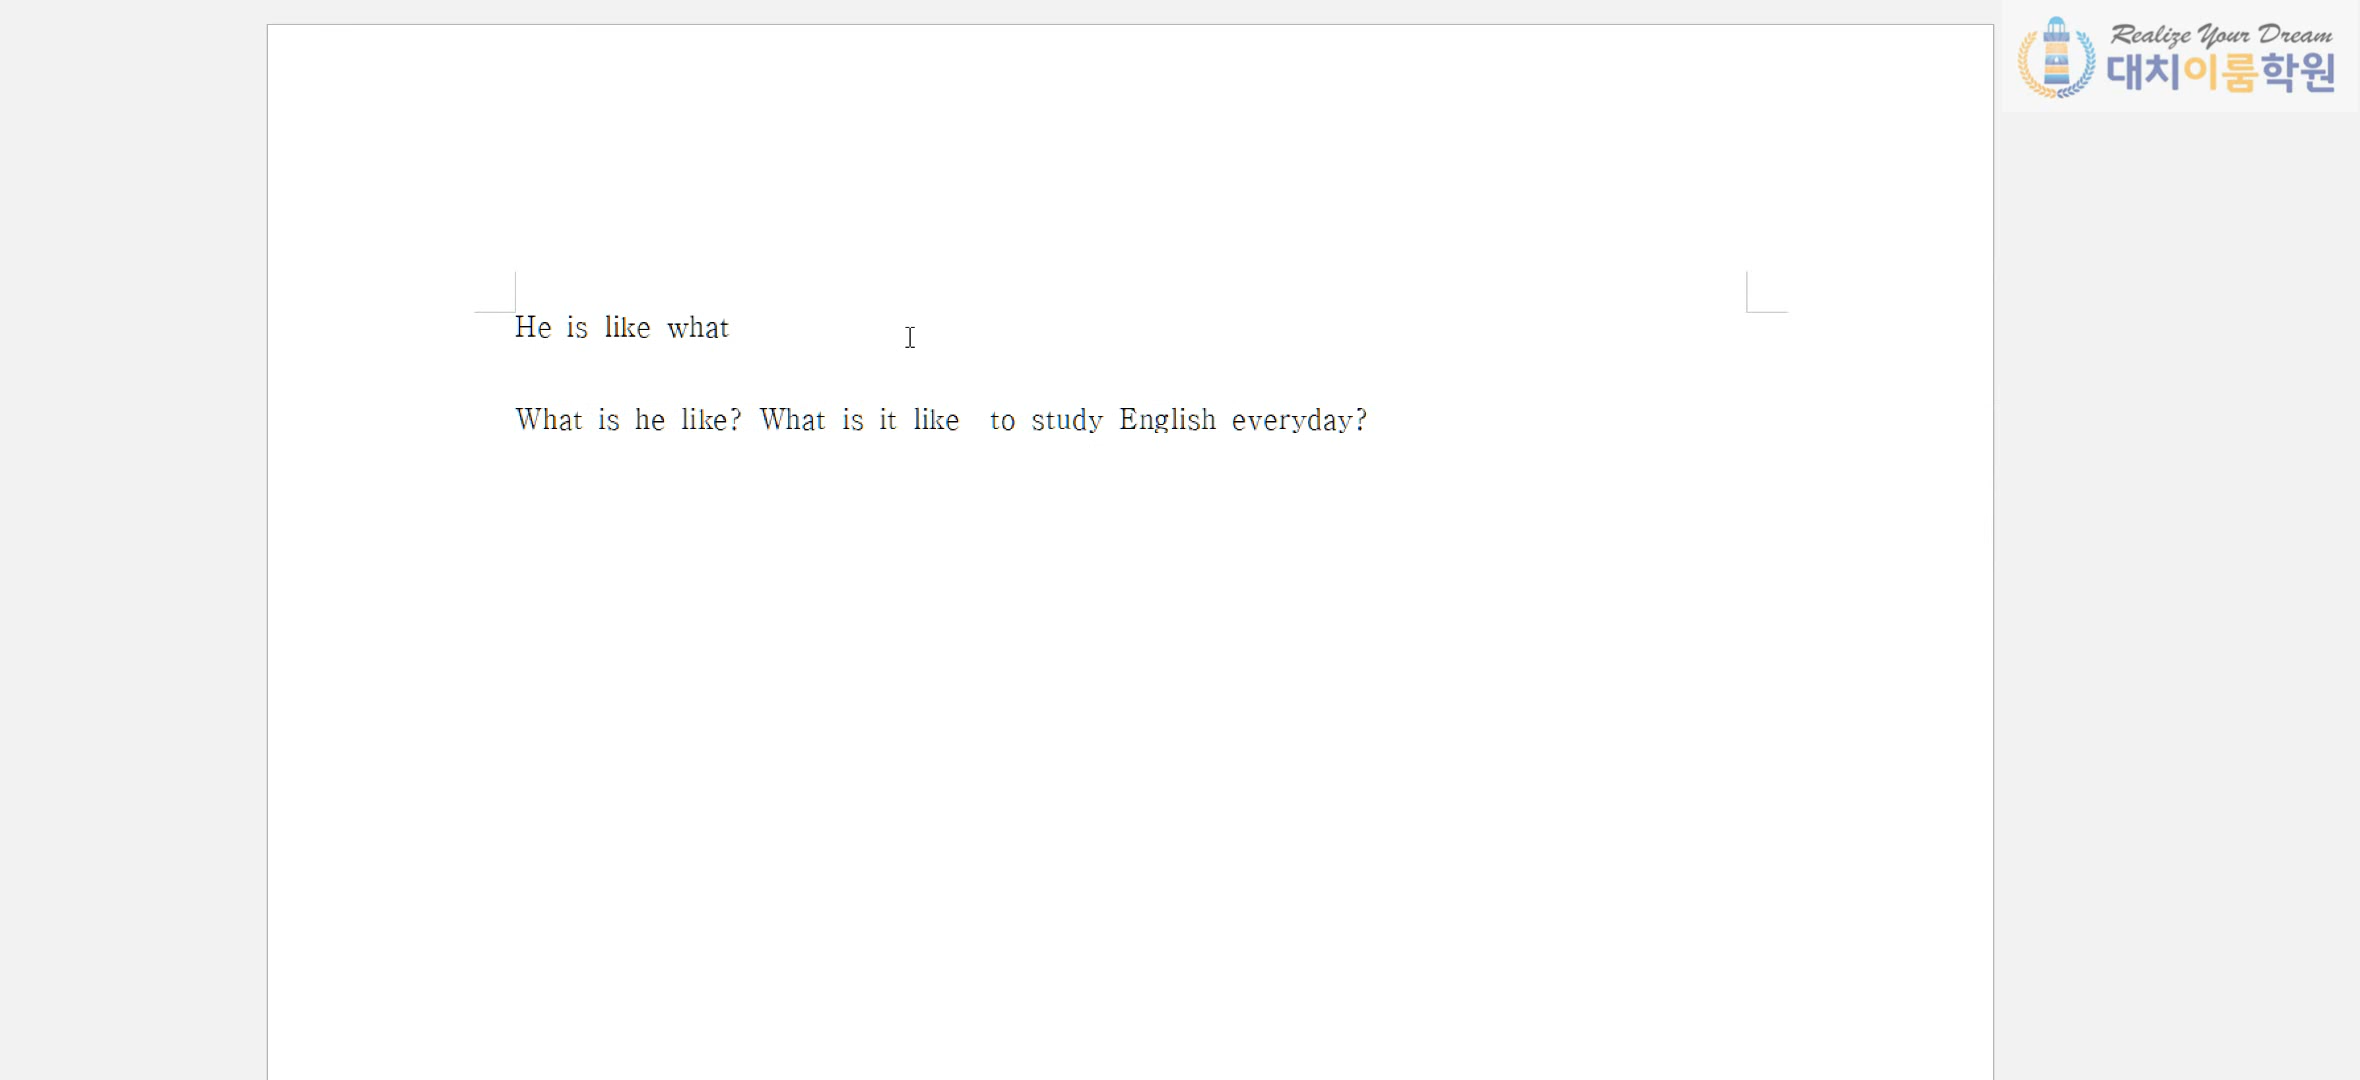 Realize Your Dream
대치이룸학원
He is like what
What is he like? What is it like  to study English everyday?